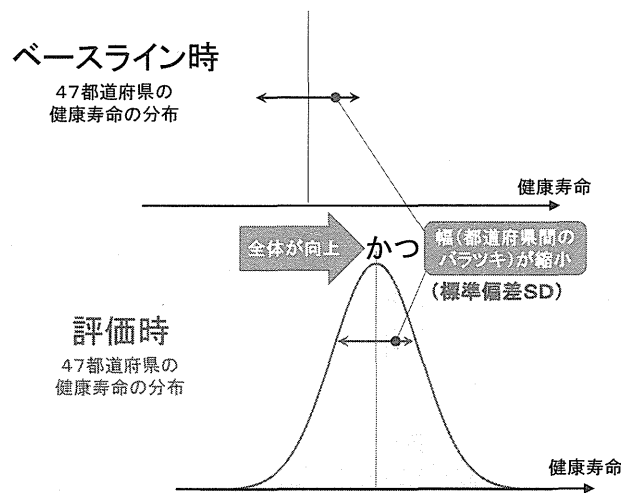 ベースライン時
47都道府県の
健康寿命の分布
健康寿命
全体が向上
かつ
幅(都道府県間の
バラツキ)が縮小
(標準偏差SD)
評価時
47都道府県の
健康寿命の分布
健康寿命